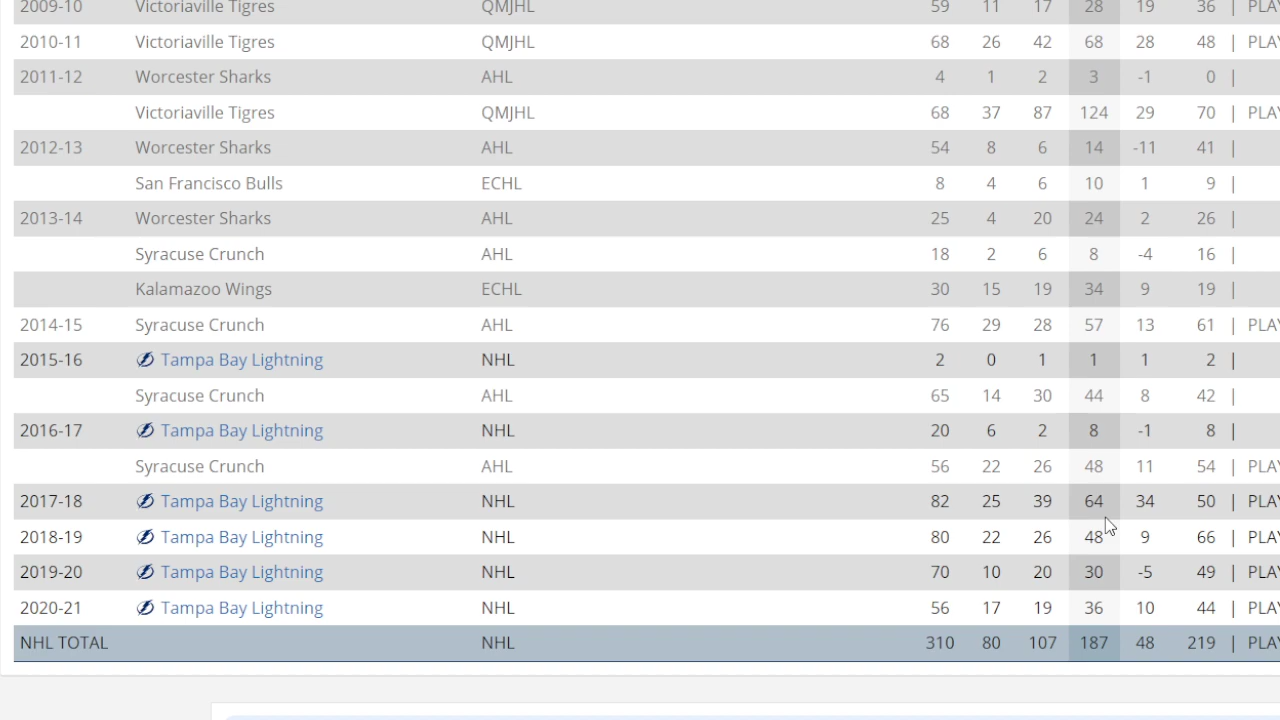 2009-10 Victoriaville Tigres QMJHL 59 11 17 28 19 36 | PLAY
2010-11 Victoriaville Tigres QMJHL 68 26 42 68 28 48 | PLAY
2011-12 Worcester Sharks AHL 4 1 2 3 -1 0 |
Victoriaville Tigres QMJHL 68 37 87 124 29 70 | PLAY
2012-13 Worcester Sharks AHL 54 8 6 14 -11 41 |
San Francisco Bulls ECHL 8 4 6 10 1 9 |
2013-14 Worcester Sharks AHL 25 4 20 24 2 26 |
Syracuse Crunch AHL 18 2 6 8 -4 16 |
Kalamazoo Wings ECHL 30 15 19 34 9 19 |
2014-15 Syracuse Crunch AHL 76 29 28 57 13 61 | PLAY
2015-16 Tampa Bay Lightning NHL 2 0 1 1 1 2 |
Syracuse Crunch AHL 65 14 30 44 8 42 |
2016-17 Tampa Bay Lightning NHL 20 6 2 8 -1 8 |
Syracuse Crunch AHL 56 22 26 48 11 54 | PLAY
2017-18 Tampa Bay Lightning NHL 82 25 39 64 34 50 | PLAY
2018-19 Tampa Bay Lightning NHL 80 22 26 48 9 66 | PLAY
2019-20 Tampa Bay Lightning NHL 70 10 20 30 -5 49 | PLAY
2020-21 Tampa Bay Lightning NHL 56 17 19 36 10 44 | PLAY
NHL TOTAL NHL 310 80 107 187 48 219 | PLAY